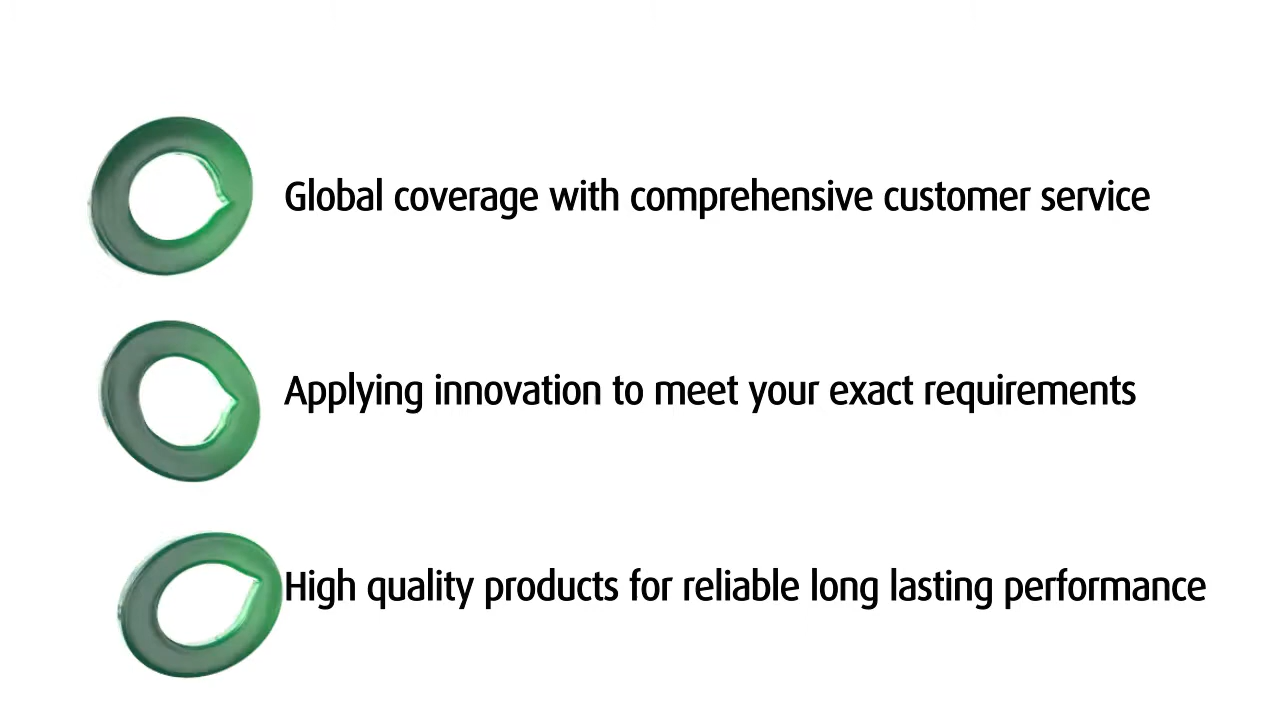 Global coverage with comprehensive customer service
Applying innovation to meet your exact requirements
High quality products for reliable long lasting performance